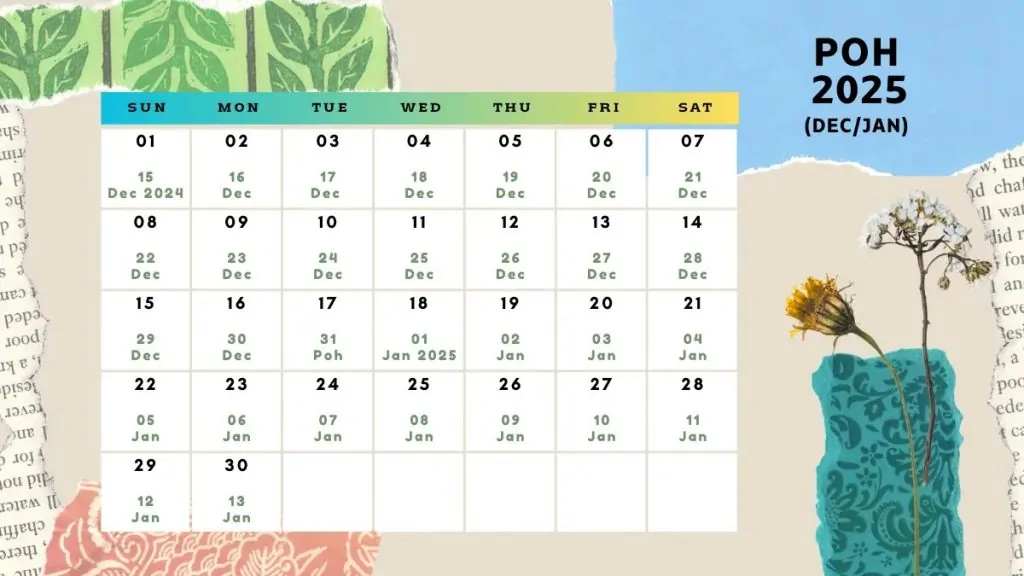 POH
2025
(DEC/JAN)
SUN MON TUE WED THU FRI SAT
01 02 03 04 05 06 07
15 16 17 18 19 20 21
Dec 2024 Dec Dec Dec Dec Dec Dec
08 09 10 11 12 13 14
22 23 24 25 26 27 28
Dec Dec Dec Dec Dec Dec Dec
15 16 17 18 19 20 21
29 30 31 01 02 03 04
Dec Dec Poh Jan 2025 Jan Jan Jan
22 23 24 25 26 27 28
05 06 07 08 09 10 11
Jan Jan Jan Jan Jan Jan Jan
29 30
12 13
Jan Jan